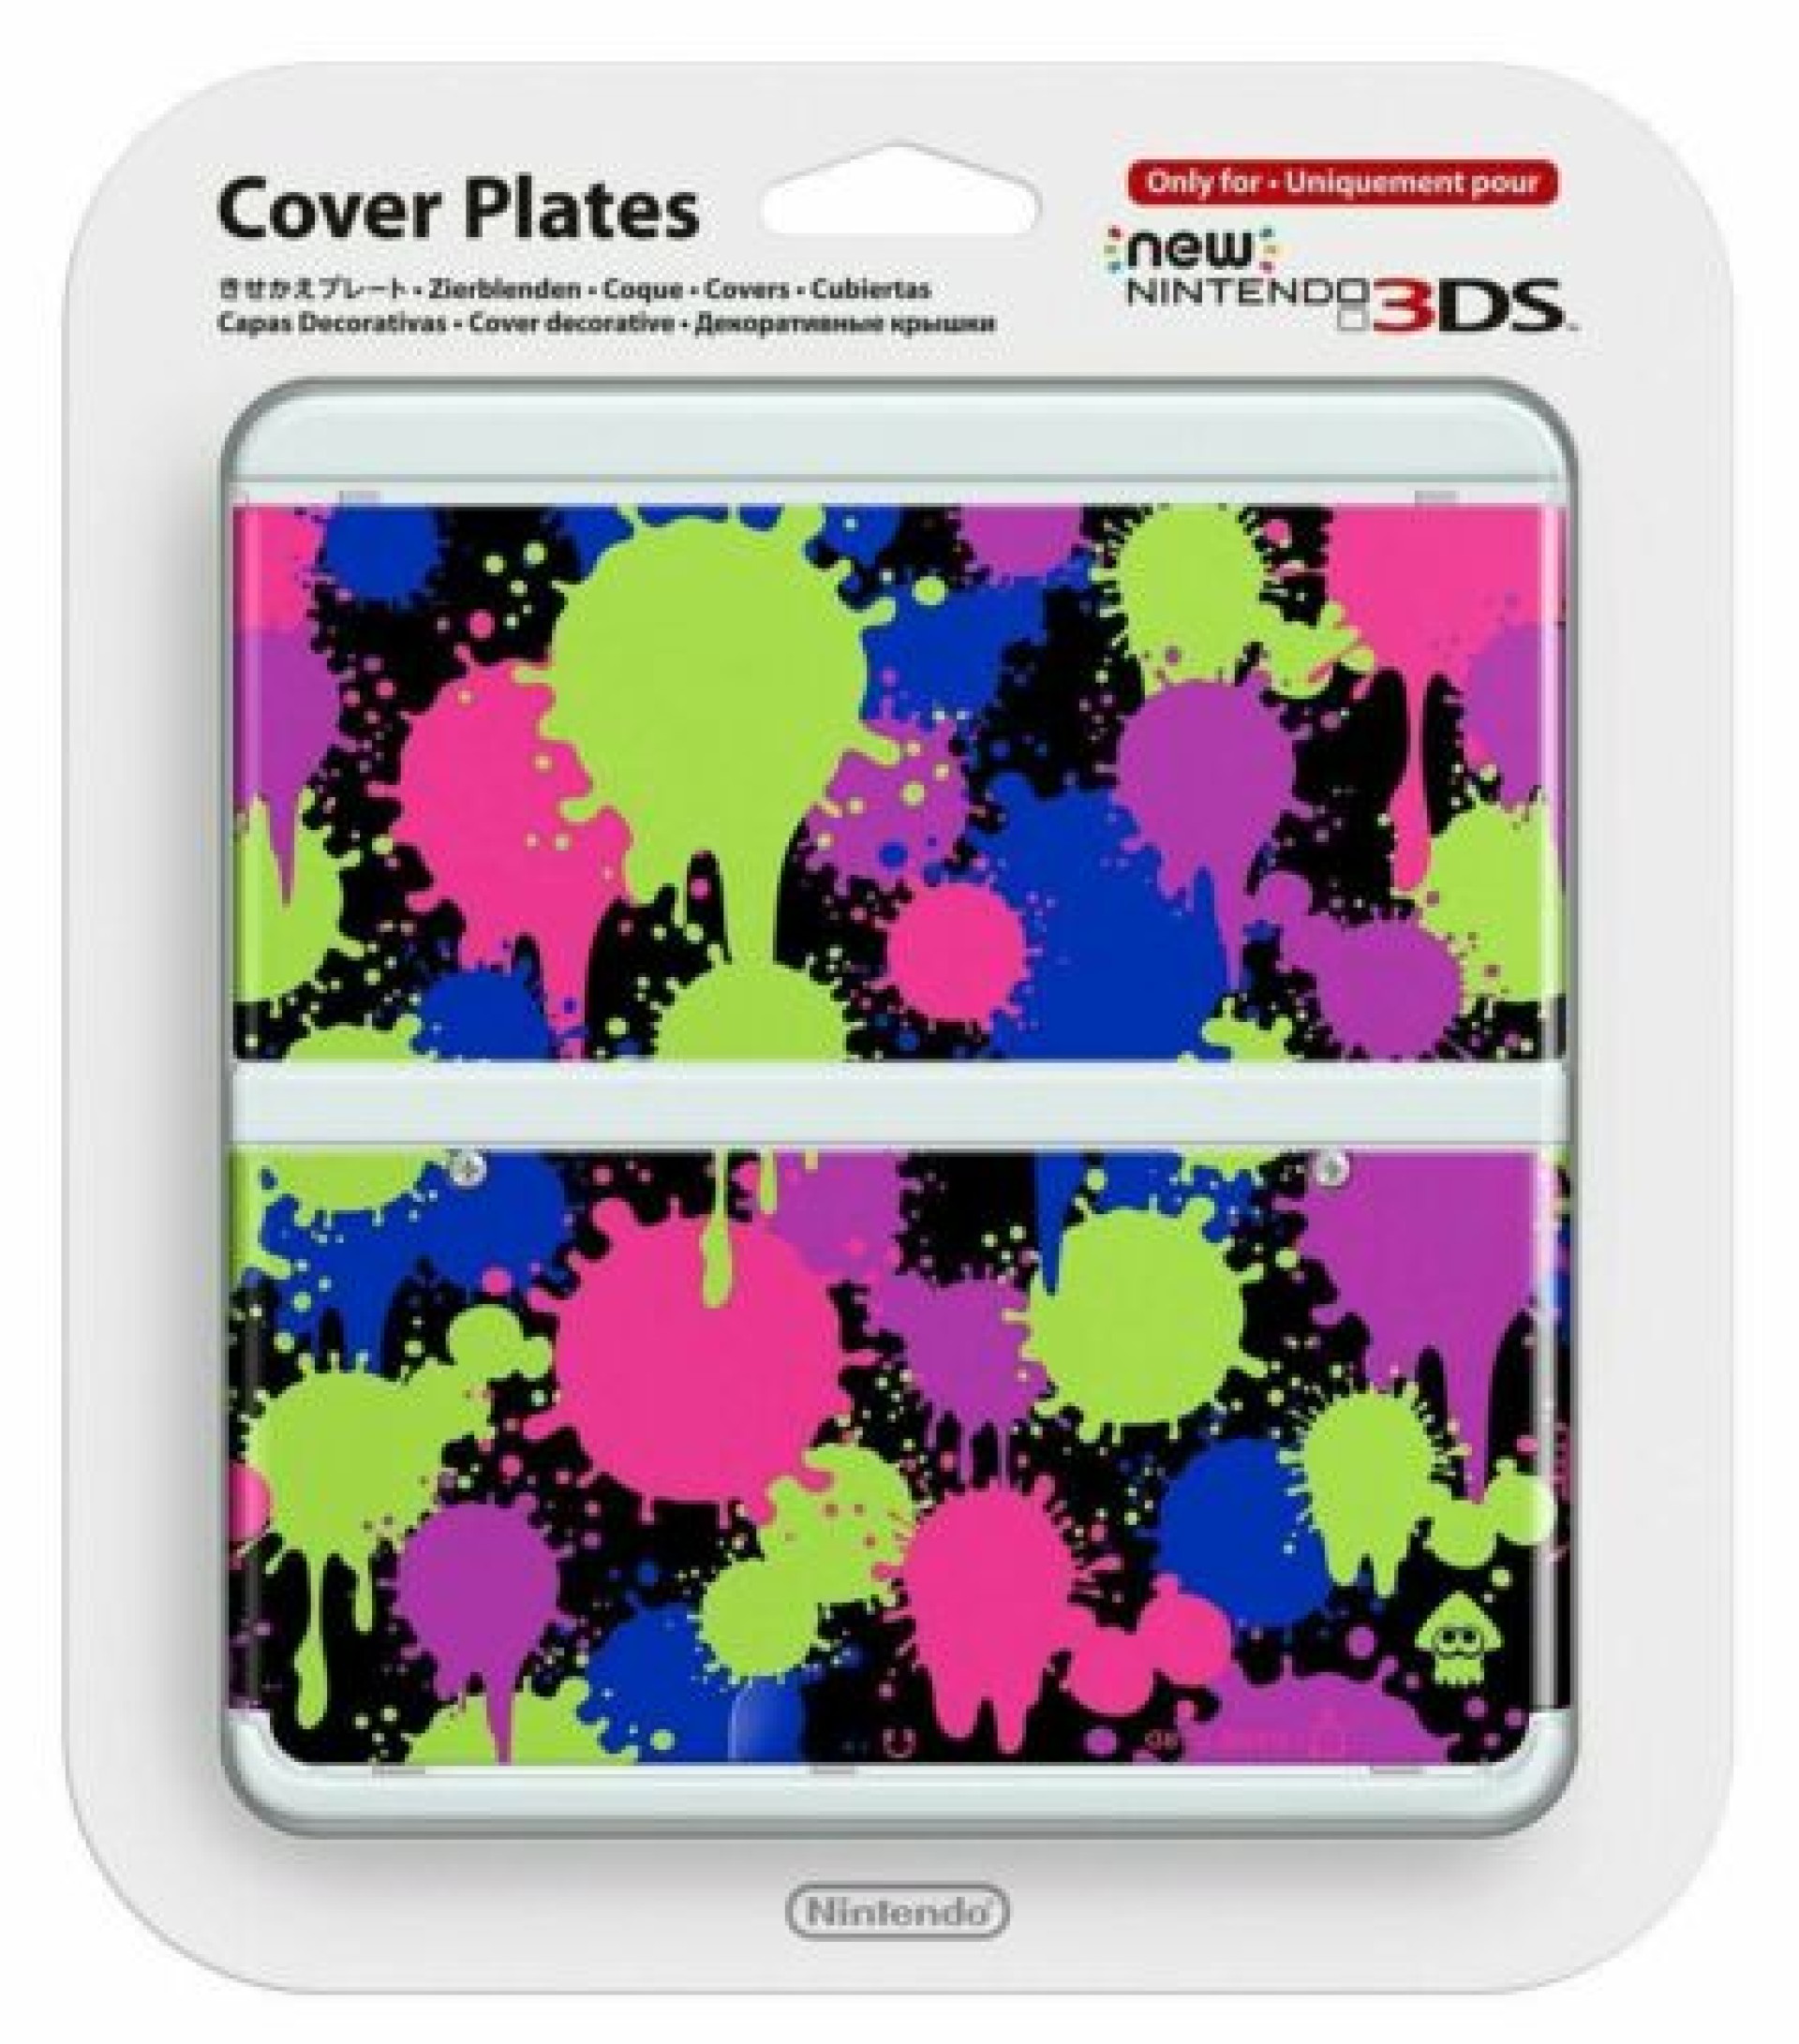 Cover Plates
きせかえプレート • Zierblenden • Coque • Covers • Cubiertas
Capas Decorativas • Cover decorative • Декоративные крышки
Only for • Uniquement pour
new
NINTENDO 3DS™
Nintendo